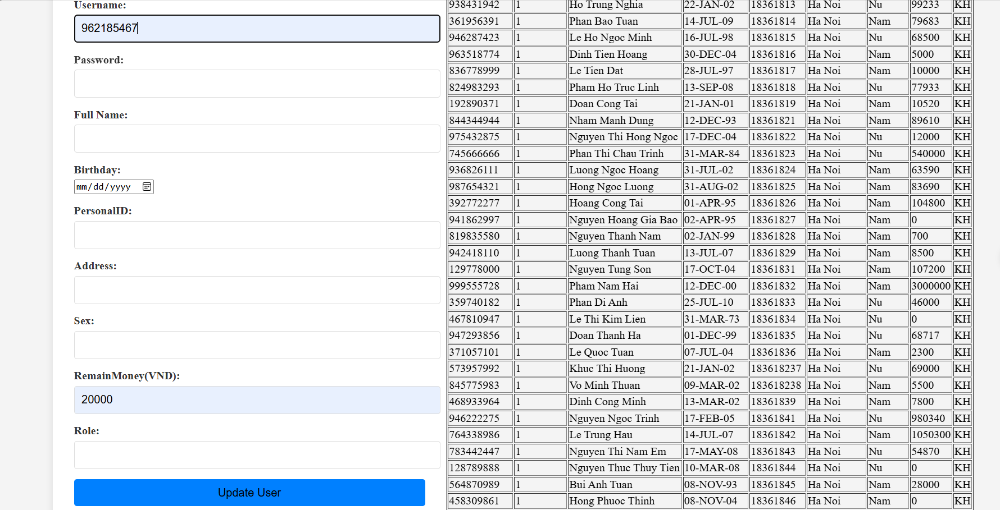 Username:
962185467
Password:
Full Name:
Birthday:
mm/dd/yyyy
PersonalID:
Address:
Sex:
RemainMoney(VND):
20000
Role:
Update User
938431942 1 Ho Trung Nghia 22-JAN-02 18361813 Ha Noi Nu 99233 KH
361956391 1 Phan Bao Tuan 14-JUL-09 18361814 Ha Noi Nam 79683 KH
946287423 1 Le Ho Ngoc Minh 16-JUL-98 18361815 Ha Noi Nu 68500 KH
963518774 1 Dinh Tien Hoang 30-DEC-04 18361816 Ha Noi Nam 5000 KH
836778999 1 Le Tien Dat 28-JUL-97 18361817 Ha Noi Nam 10000 KH
824983293 1 Pham Ho Truc Linh 13-SEP-08 18361818 Ha Noi Nu 77933 KH
192890371 1 Doan Cong Tai 21-JAN-01 18361819 Ha Noi Nam 10520 KH
844344944 1 Nham Manh Dung 12-DEC-93 18361821 Ha Noi Nam 89610 KH
975432875 1 Nguyen Thi Hong Ngoc 17-DEC-04 18361822 Ha Noi Nu 12000 KH
745666666 1 Phan Thi Chau Trinh 31-MAR-84 18361823 Ha Noi Nu 540000 KH
936826111 1 Luong Ngoc Hoang 31-JUL-02 18361824 Ha Noi Nam 63590 KH
987654321 1 Hong Ngoc Luong 31-AUG-02 18361825 Ha Noi Nam 83690 KH
392772277 1 Hoang Cong Tai 01-APR-95 18361826 Ha Noi Nam 104800 KH
941862997 1 Nguyen Hoang Gia Bao 02-APR-95 18361827 Ha Noi Nam 0 KH
819835580 1 Nguyen Thanh Nam 02-JAN-99 18361828 Ha Noi Nam 700 KH
942418110 1 Luong Thanh Tuan 13-JUL-07 18361829 Ha Noi Nam 8500 KH
129778000 1 Nguyen Tung Son 17-OCT-04 18361831 Ha Noi Nam 107200 KH
999555728 1 Pham Nam Hai 12-DEC-00 18361832 Ha Noi Nam 3000000 KH
359740182 1 Phan Di Anh 25-JUL-10 18361833 Ha Noi Nu 46000 KH
467810947 1 Le Thi Kim Lien 31-MAR-73 18361834 Ha Noi Nu 0 KH
947293856 1 Doan Thanh Ha 01-DEC-99 18361835 Ha Noi Nu 68717 KH
371057101 1 Le Quoc Tuan 07-JUL-04 18361836 Ha Noi Nam 2300 KH
573957992 1 Khuc Thi Huong 21-JAN-02 183618237 Ha Noi Nu 69000 KH
845775983 1 Vo Minh Thuan 09-MAR-02 183618238 Ha Noi Nam 5500 KH
468933964 1 Dinh Cong Minh 13-MAR-02 18361839 Ha Noi Nam 7800 KH
946222275 1 Nguyen Ngoc Trinh 17-FEB-05 18361841 Ha Noi Nu 980340 KH
764338986 1 Le Trung Hau 14-JUL-07 18361842 Ha Noi Nam 1050300 KH
783442447 1 Nguyen Thi Nam Em 17-MAY-08 18361843 Ha Noi Nu 54870 KH
128789888 1 Nguyen Thuc Thuy Tien 10-MAR-08 18361844 Ha Noi Nu 0 KH
564870989 1 Bui Anh Tuan 08-NOV-93 18361845 Ha Noi Nam 28000 KH
458309861 1 Hong Phuoc Thinh 08-NOV-04 18361846 Ha Noi Nam 0 KH